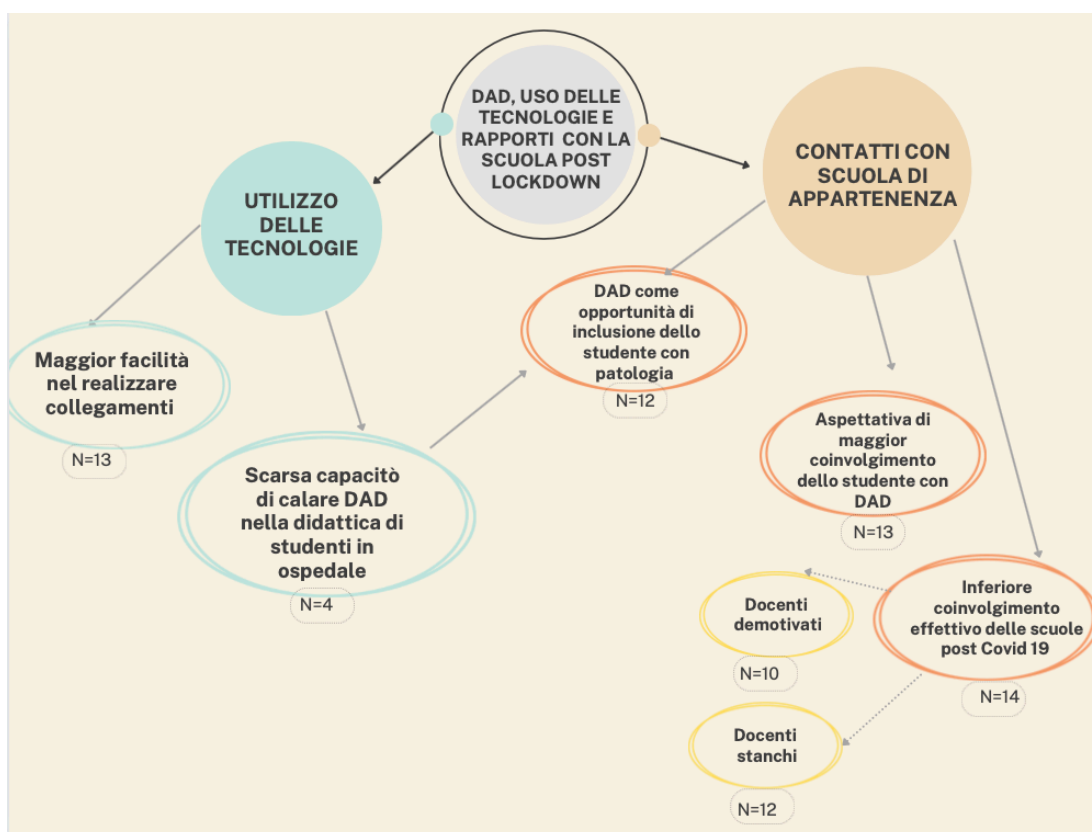 DAD, USO DELLE
TECNOLOGIE E
RAPPORTI CON LA
SCUOLA POST
LOCKDOWN
UTILIZZO
DELLE
TECNOLOGIE
CONTATTI CON
SCUOLA DI
APPARTENENZA
Maggior facilità
nel realizzare
collegamenti
N=13
Scarsa capacitò
di calare DAD
nella didattica di
studenti in
ospedale
N=4
DAD come
opportunità di
inclusione dello
studente con
patologia
N=12
Aspettativa di
maggior
coinvolgimento
dello studente con
DAD
N=13
Inferiore
coinvolgimento
effettivo delle scuole
post Covid 19
N=14
Docenti
demotivati
N=10
Docenti
stanchi
N=12